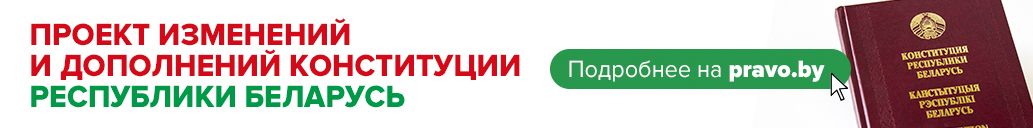 ПРОЕКТ ИЗМЕНЕНИЙ
И ДОПОЛНЕНИЙ КОНСТИТУЦИИ
РЕСПУБЛИКИ БЕЛАРУСЬ
Подробнее на pravo.by
КОНСТИТУЦИЯ
РЕСПУБЛИКИ
БЕЛАРУСЬ
КАНСТЫТУЦЫЯ
РЭСПУБЛІКІ
БЕЛАРУСЬ